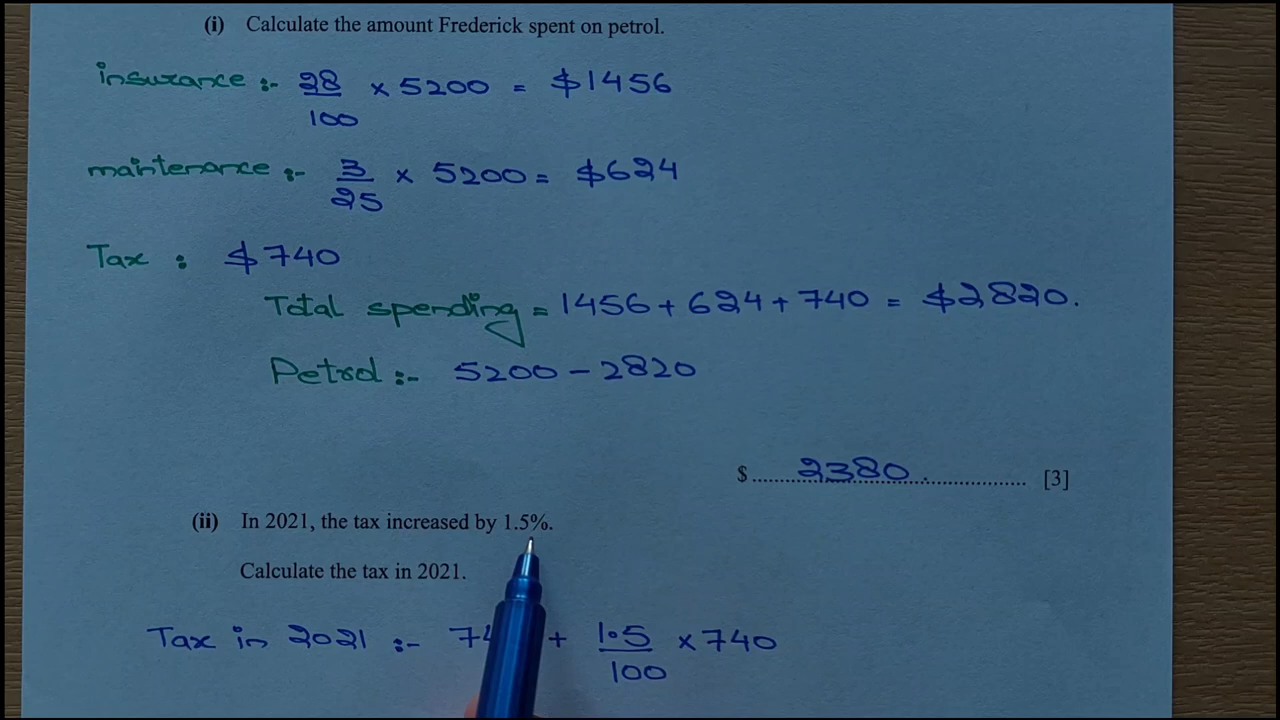 (i) Calculate the amount Frederick spent on petrol.
insurance :- 28/100 × 5200 = $1456
maintenance :- 3/25 × 5200 = $624
Tax : $740
Total spending = 1456 + 624 + 740 = $2820.
Petrol :- 5200 - 2820
$ ........2380.................... [3]
(ii) In 2021, the tax increased by 1.5%.
Calculate the tax in 2021.
Tax in 2021 :- + 1.5/100 × 740